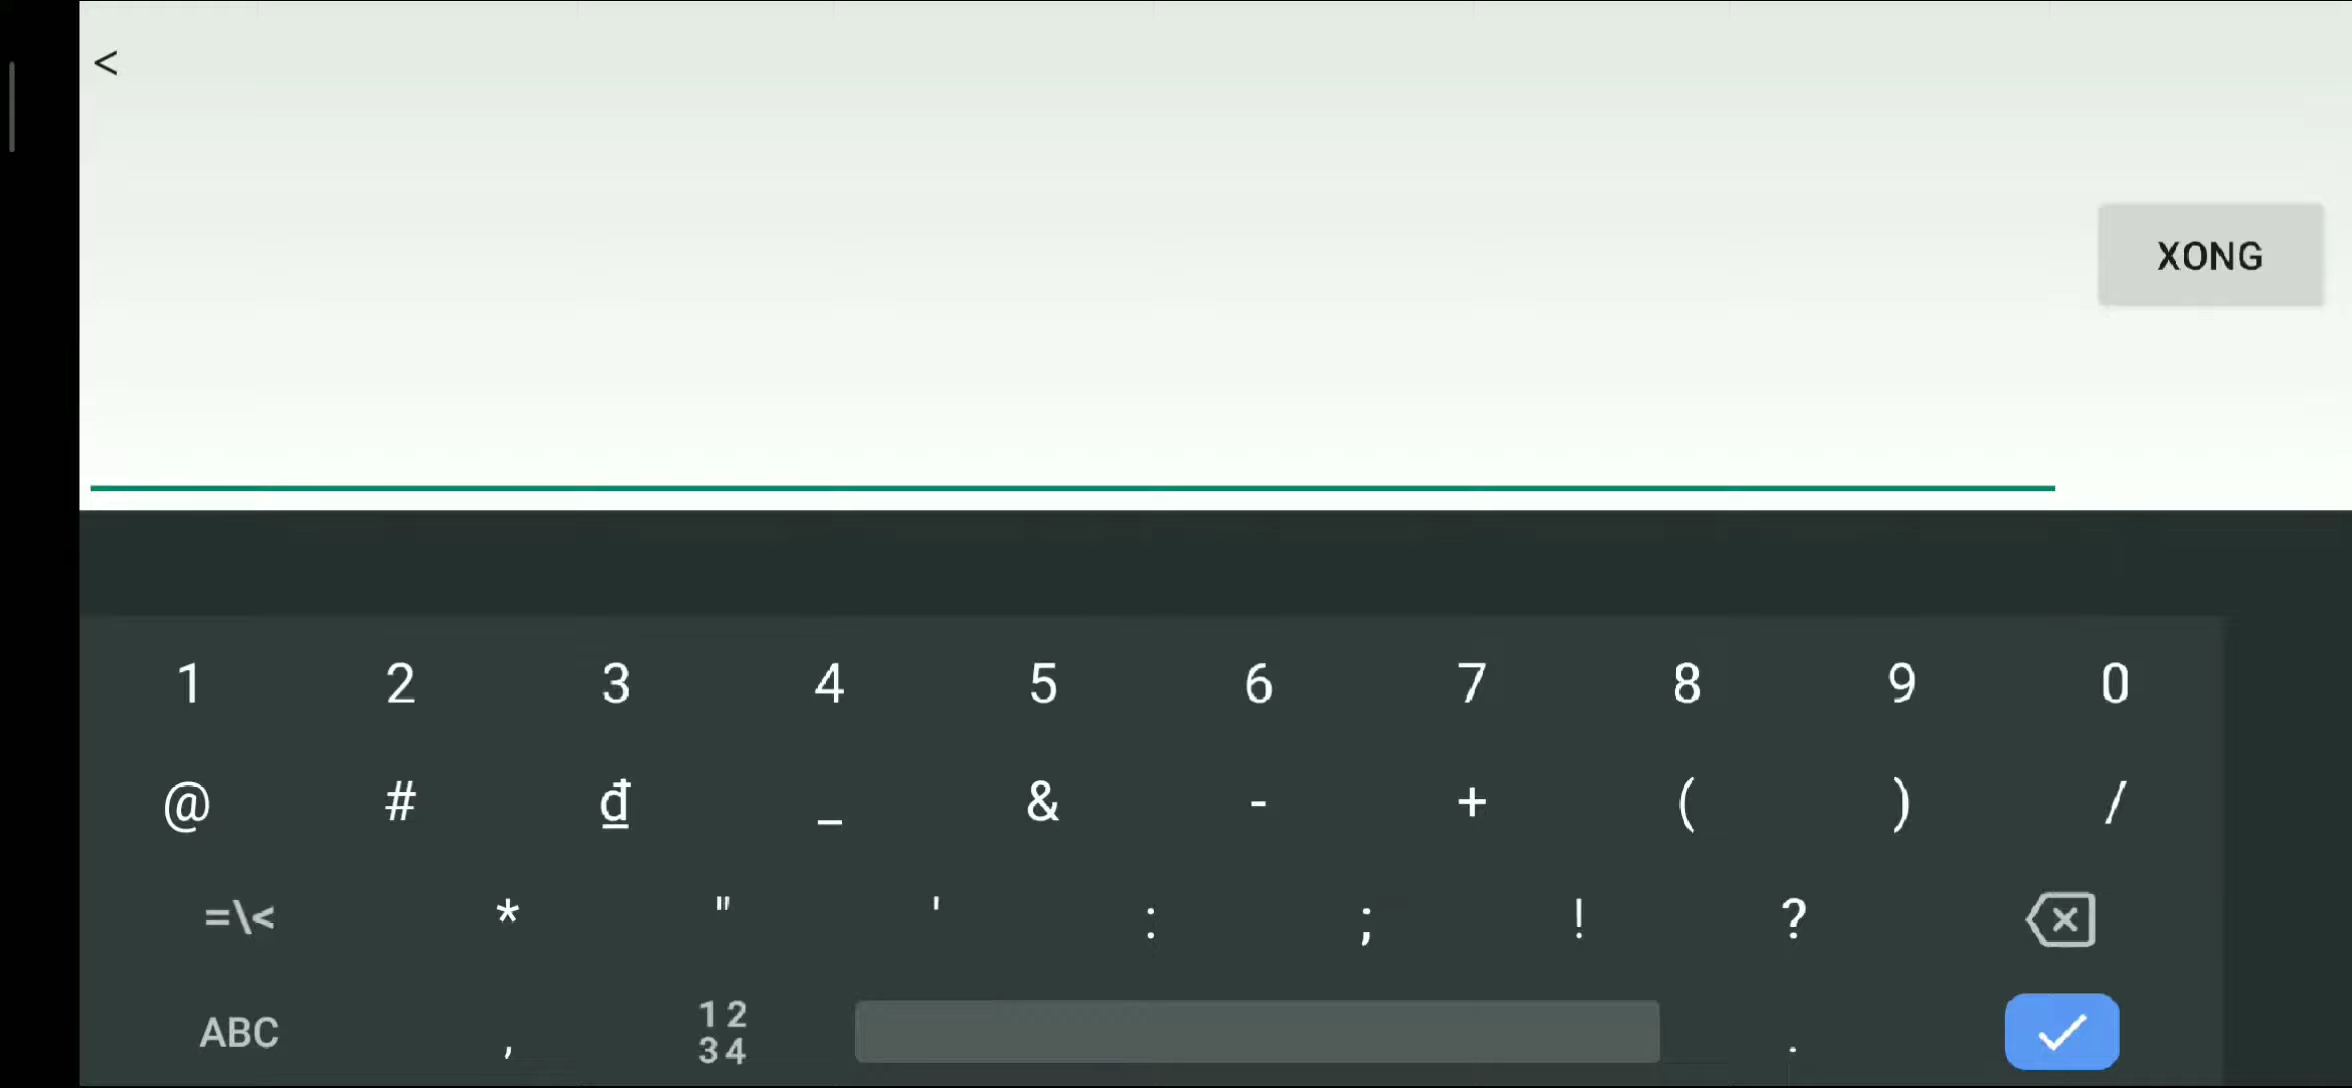 <
XONG
1 2 3 4 5 6 7 8 9 0
@ # ₫ _ & - + ( ) /
=\< * " ' : ; ! ?
ABC , 12 34 .